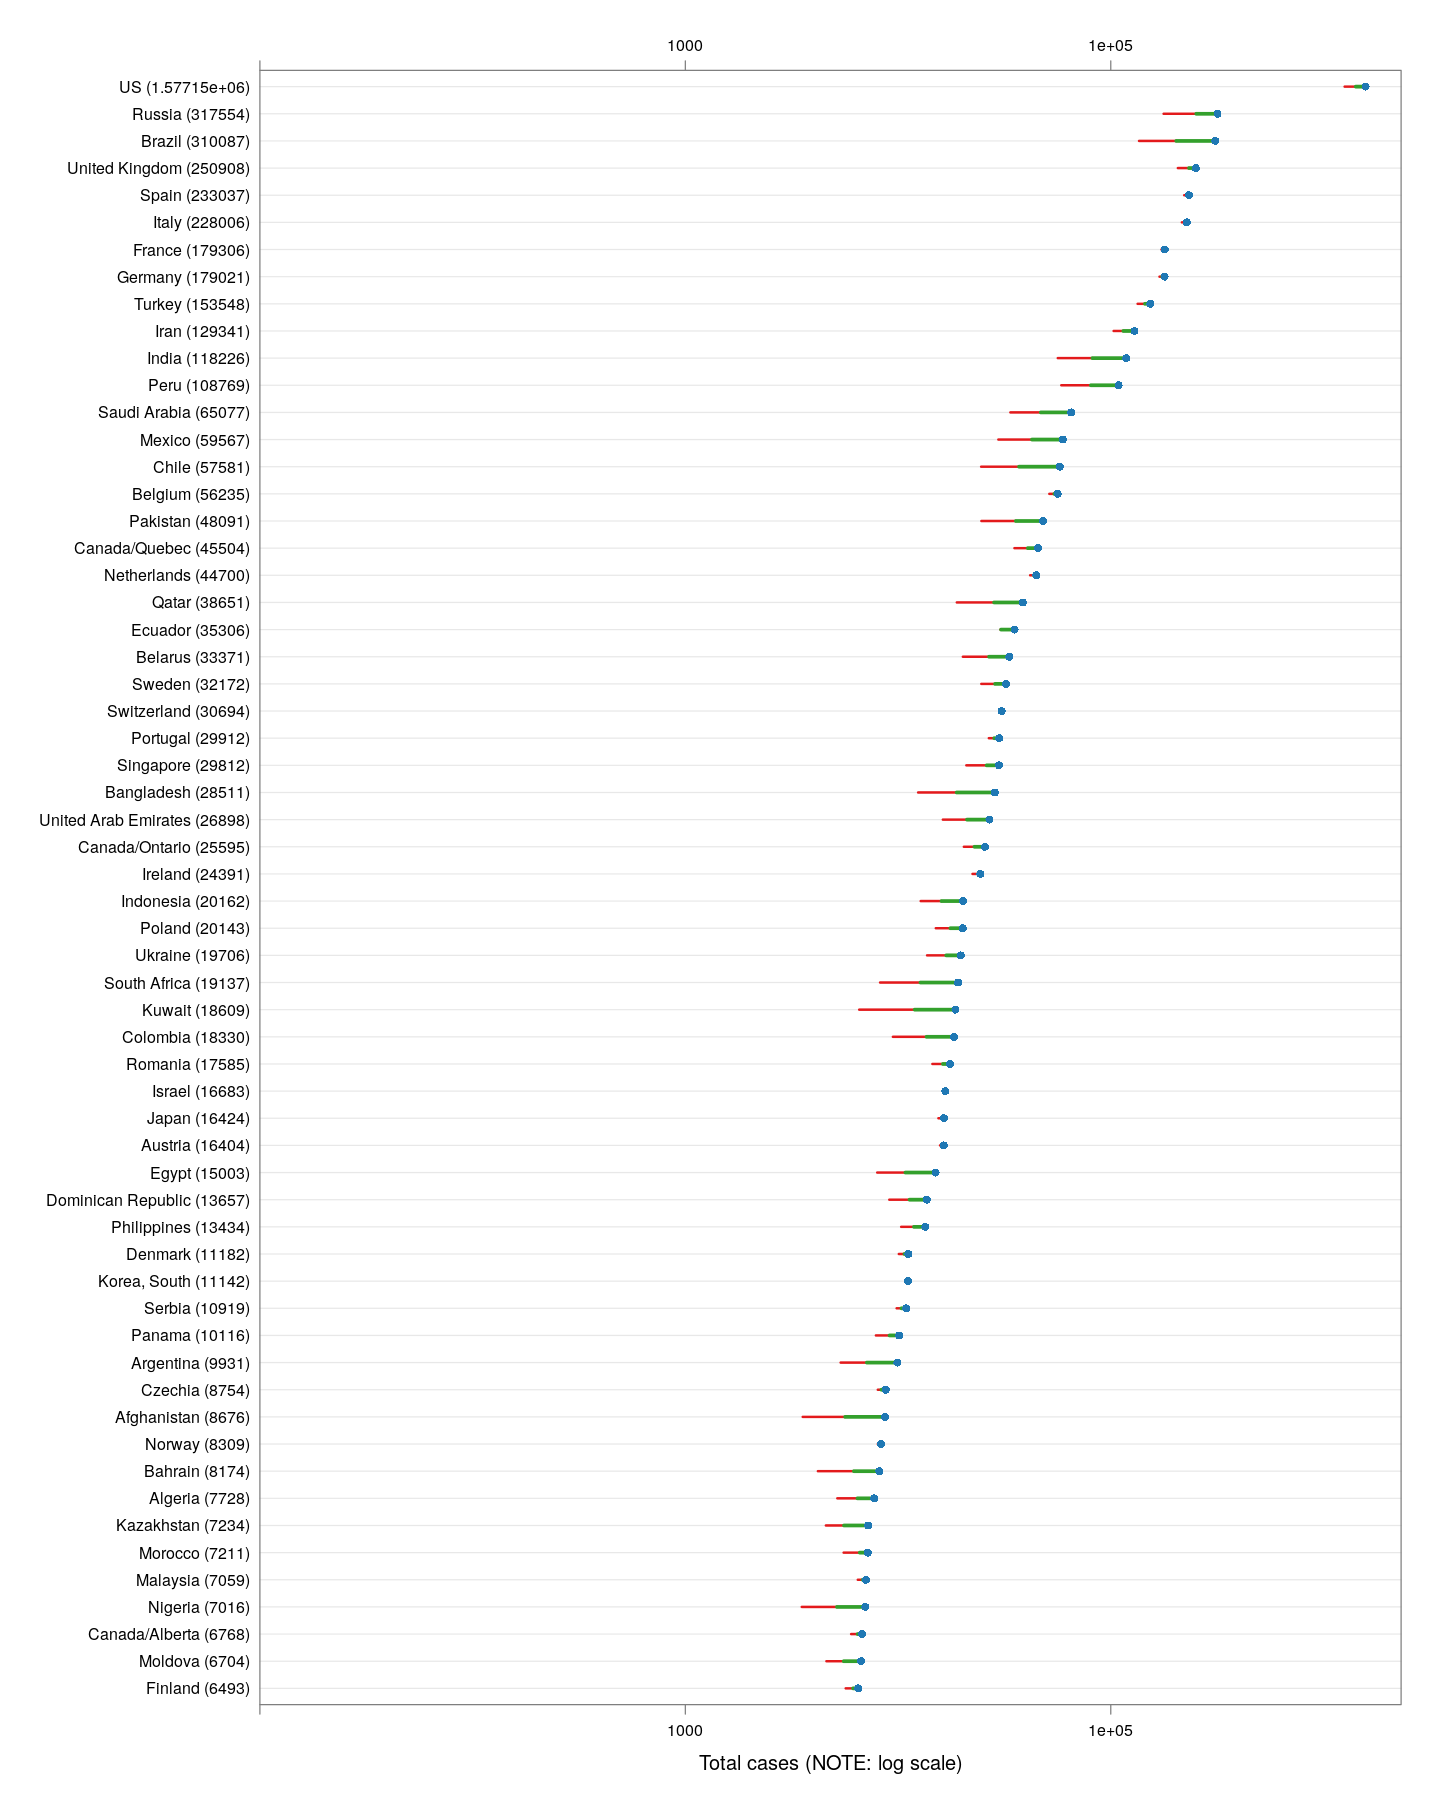 1000 1e+05
US (1.57715e+06)
Russia (317554)
Brazil (310087)
United Kingdom (250908)
Spain (233037)
Italy (228006)
France (179306)
Germany (179021)
Turkey (153548)
Iran (129341)
India (118226)
Peru (108769)
Saudi Arabia (65077)
Mexico (59567)
Chile (57581)
Belgium (56235)
Pakistan (48091)
Canada/Quebec (45504)
Netherlands (44700)
Qatar (38651)
Ecuador (35306)
Belarus (33371)
Sweden (32172)
Switzerland (30694)
Portugal (29912)
Singapore (29812)
Bangladesh (28511)
United Arab Emirates (26898)
Canada/Ontario (25595)
Ireland (24391)
Indonesia (20162)
Poland (20143)
Ukraine (19706)
South Africa (19137)
Kuwait (18609)
Colombia (18330)
Romania (17585)
Israel (16683)
Japan (16424)
Austria (16404)
Egypt (15003)
Dominican Republic (13657)
Philippines (13434)
Denmark (11182)
Korea, South (11142)
Serbia (10919)
Panama (10116)
Argentina (9931)
Czechia (8754)
Afghanistan (8676)
Norway (8309)
Bahrain (8174)
Algeria (7728)
Kazakhstan (7234)
Morocco (7211)
Malaysia (7059)
Nigeria (7016)
Canada/Alberta (6768)
Moldova (6704)
Finland (6493)
1000 1e+05
Total cases (NOTE: log scale)